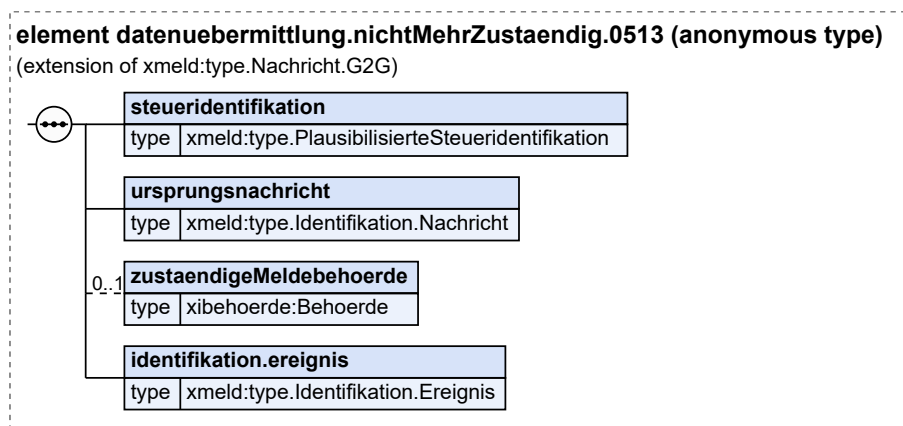 element datenuebermittlung.nichtMehrZustaendig.0513 (anonymous type)
(extension of xmeld:type.Nachricht.G2G)
steueridentifikation
type xmeld:type.PlausibilisierteSteueridentifikation
ursprungsnachricht
type xmeld:type.Identifikation.Nachricht
0..1 zustaendigeMeldebehoerde
type xibehoerde:Behoerde
identifikation.ereignis
type xmeld:type.Identifikation.Ereignis